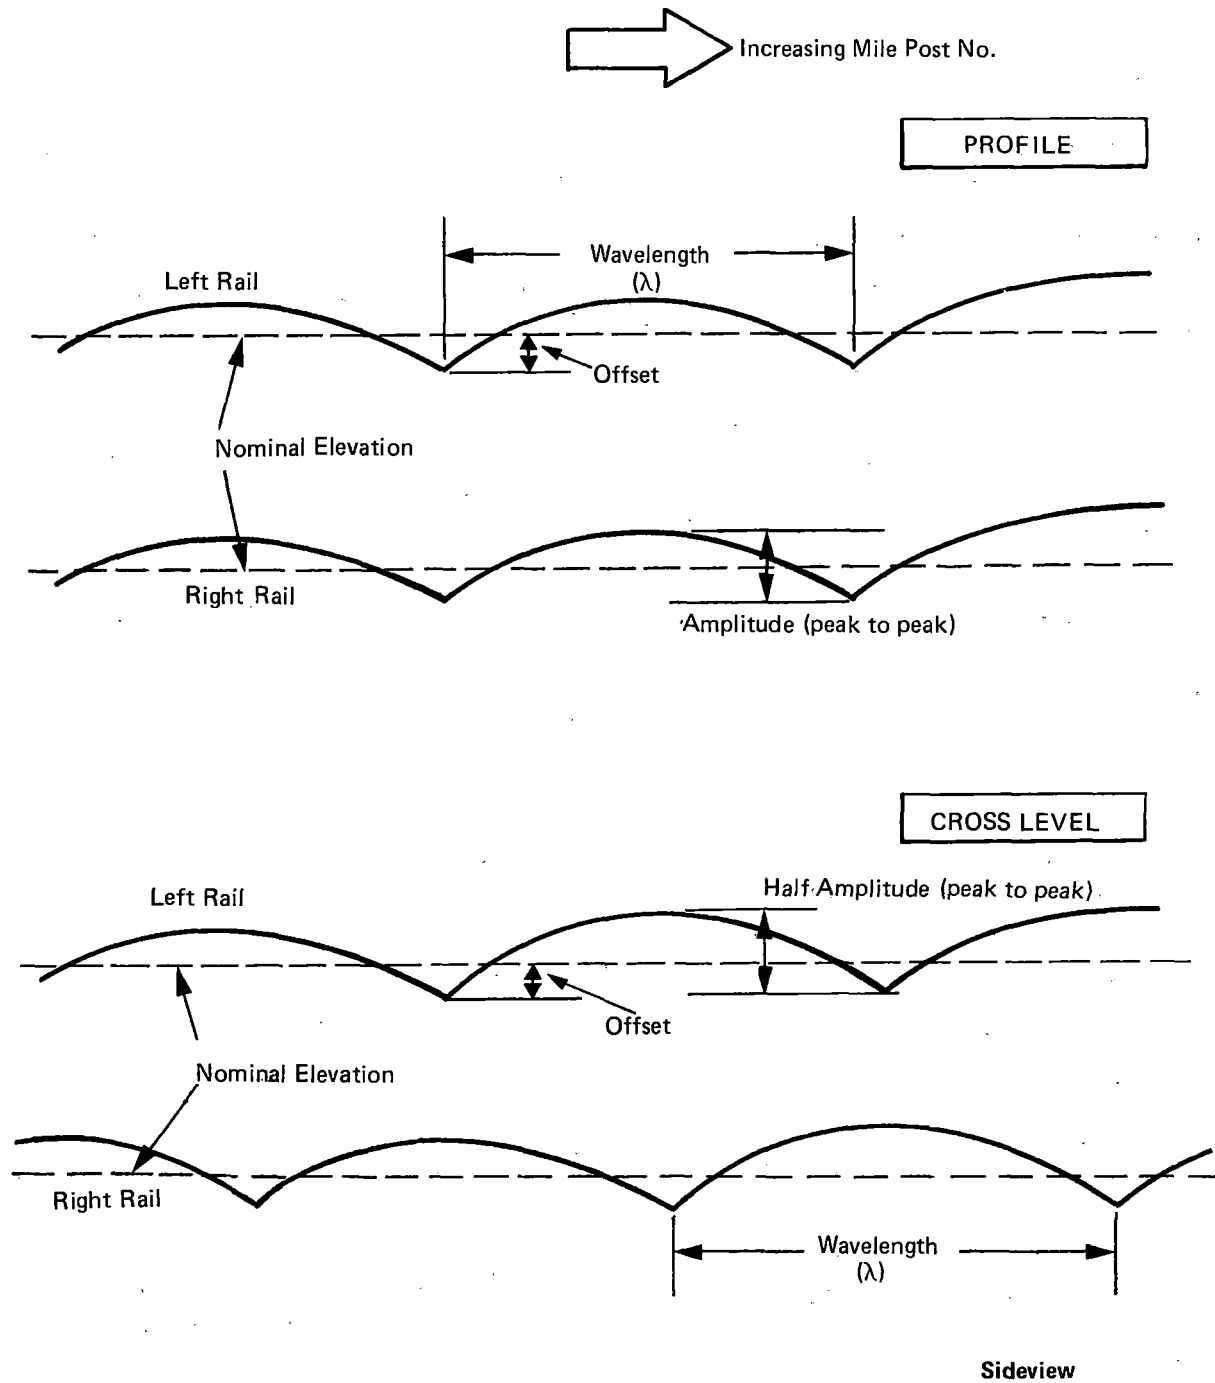 Increasing Mile Post No.
PROFILE
Wavelength
(λ)
Left Rail
Offset
Nominal Elevation
Right Rail
Amplitude (peak to peak)
CROSS LEVEL
Half Amplitude (peak to peak)
Left Rail
Offset
Nominal Elevation
Right Rail
Wavelength
(λ)
Sideview